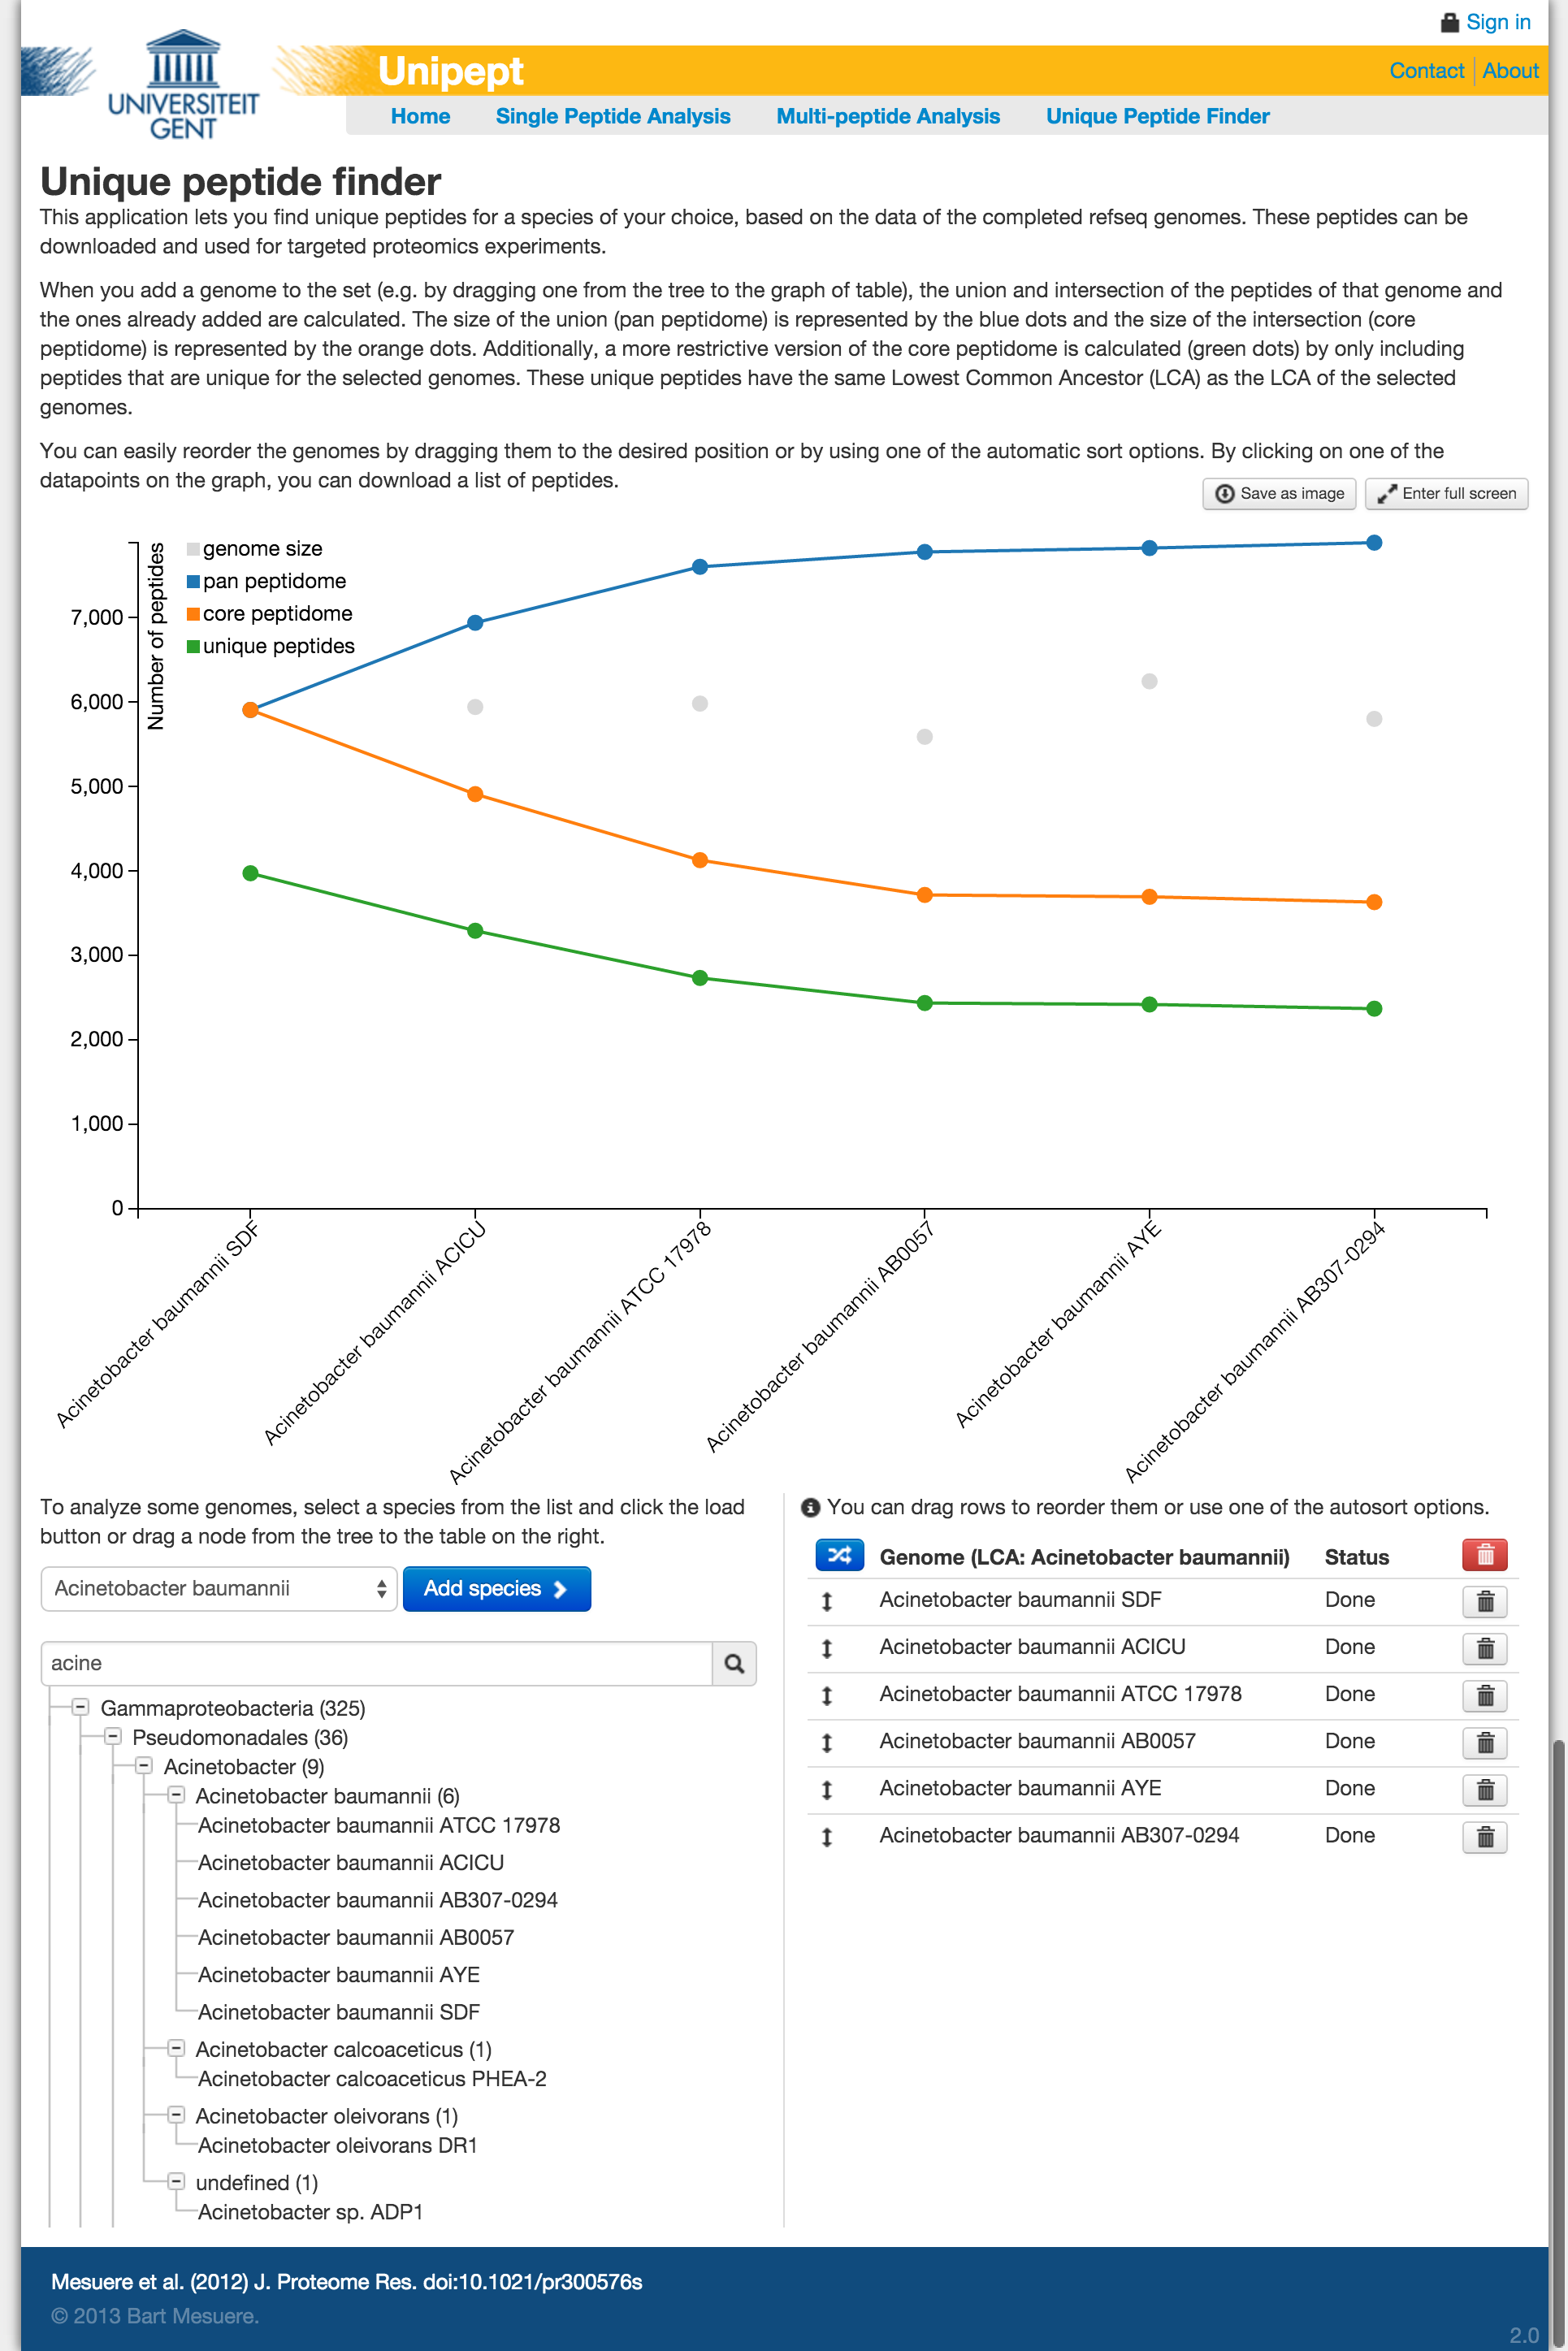 Sign in
UNIVERSITEIT
GENT
Unipept
Contact
About
Home
Single Peptide Analysis
Multi-peptide Analysis
Unique Peptide Finder
Unique peptide finder
This application lets you find unique peptides for a species of your choice, based on the data of the completed refseq genomes. These peptides can be
downloaded and used for targeted proteomics experiments.
When you add a genome to the set (e.g. by dragging one from the tree to the graph of table), the union and intersection of the peptides of that genome and
the ones already added are calculated. The size of the union (pan peptidome) is represented by the blue dots and the size of the intersection (core
peptidome) is represented by the orange dots. Additionally, a more restrictive version of the core peptidome is calculated (green dots) by only including
peptides that are unique for the selected genomes. These unique peptides have the same Lowest Common Ancestor (LCA) as the LCA of the selected
genomes.
You can easily reorder the genomes by dragging them to the desired position or by using one of the automatic sort options. By clicking on one of the
datapoints on the graph, you can download a list of peptides.
Save as image
Enter full screen
Number of peptides
genome size
pan peptidome
core peptidome
unique peptides
7,000
6,000
5,000
4,000
3,000
2,000
1,000
0
Acinetobacter baumannii SDF
Acinetobacter baumannii ACICU
Acinetobacter baumannii ATCC 17978
Acinetobacter baumannii AB0057
Acinetobacter baumannii AYE
Acinetobacter baumannii AB307-0294
To analyze some genomes, select a species from the list and click the load
button or drag a node from the tree to the table on the right.
Acinetobacter baumannii
Add species
acine
Gammaproteobacteria (325)
Pseudomonadales (36)
Acinetobacter (9)
Acinetobacter baumannii (6)
Acinetobacter baumannii ATCC 17978
Acinetobacter baumannii ACICU
Acinetobacter baumannii AB307-0294
Acinetobacter baumannii AB0057
Acinetobacter baumannii AYE
Acinetobacter baumannii SDF
Acinetobacter calcoaceticus (1)
Acinetobacter calcoaceticus PHEA-2
Acinetobacter oleivorans (1)
Acinetobacter oleivorans DR1
undefined (1)
Acinetobacter sp. ADP1
You can drag rows to reorder them or use one of the autosort options.
Genome (LCA: Acinetobacter baumannii) Status
Acinetobacter baumannii SDF Done
Acinetobacter baumannii ACICU Done
Acinetobacter baumannii ATCC 17978 Done
Acinetobacter baumannii AB0057 Done
Acinetobacter baumannii AYE Done
Acinetobacter baumannii AB307-0294 Done
Mesuere et al. (2012) J. Proteome Res. doi:10.1021/pr300576s
© 2013 Bart Mesuere.
2.0